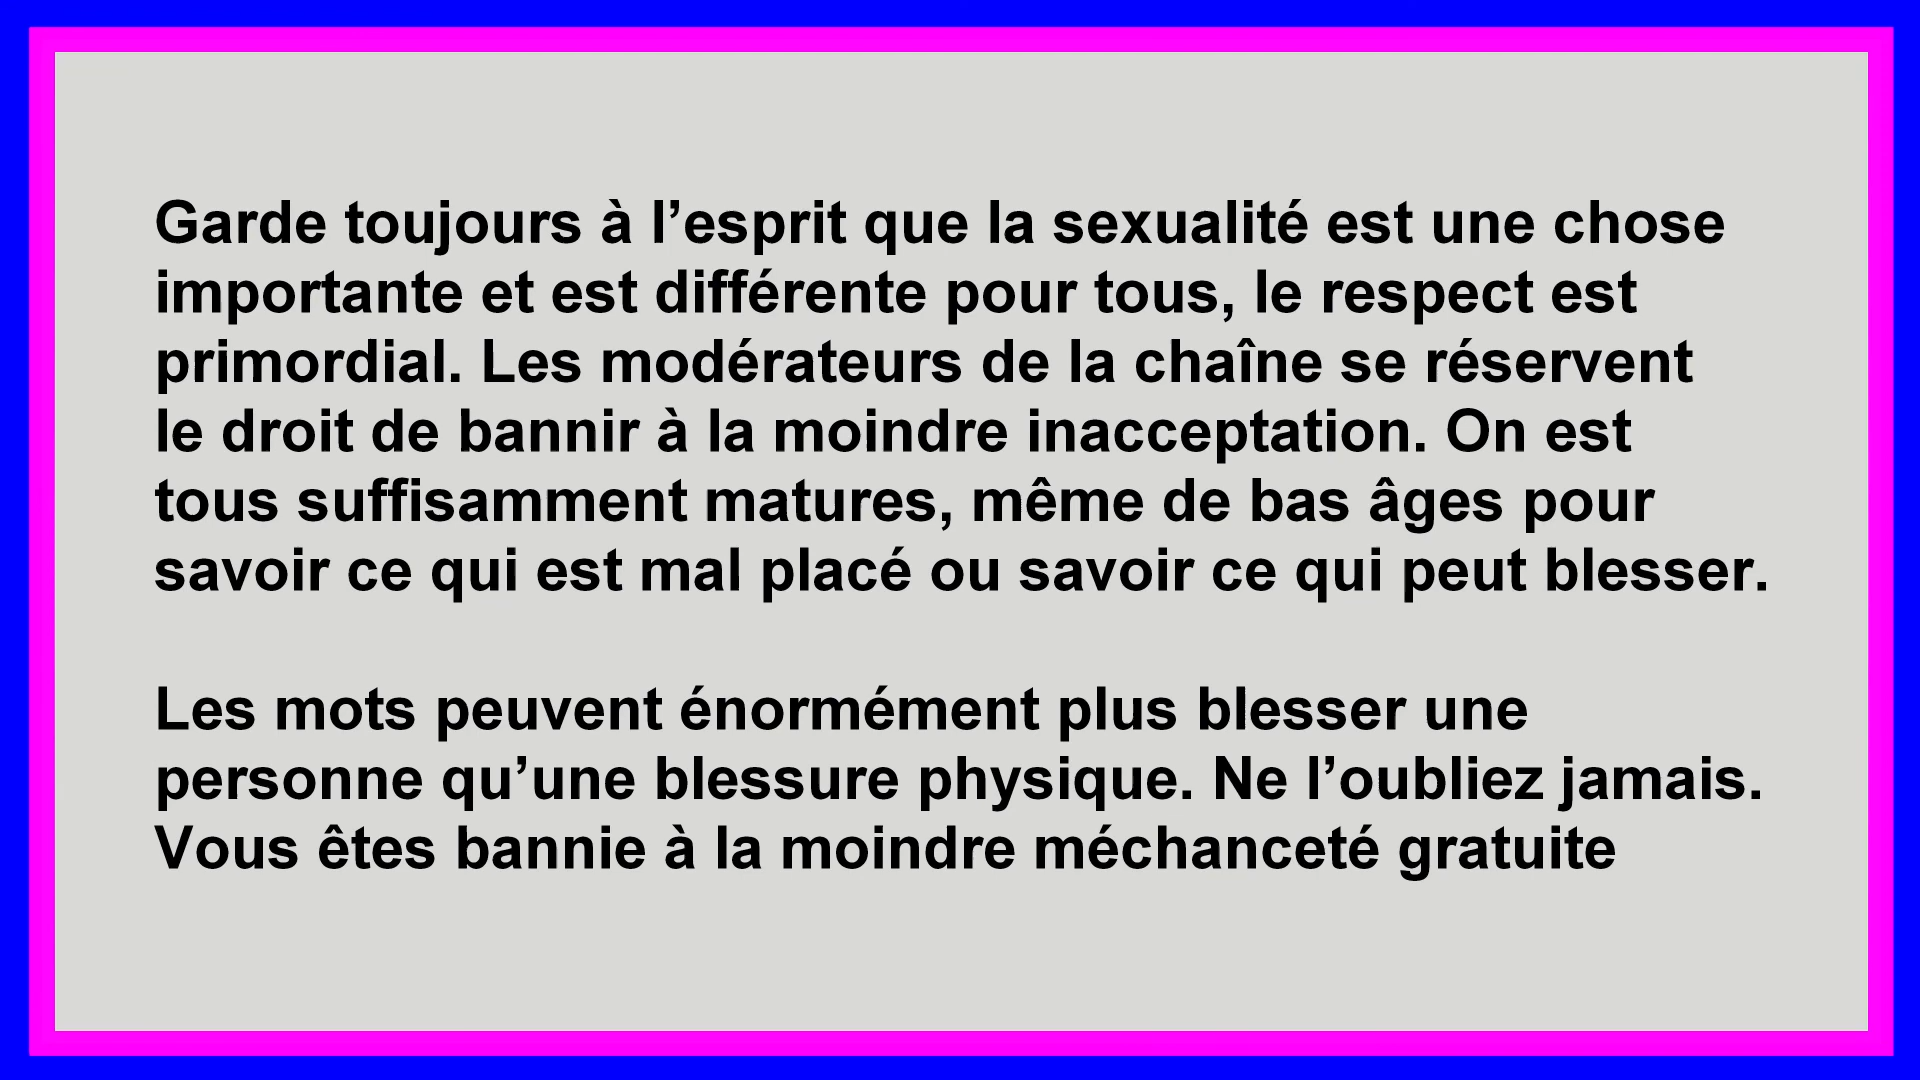 Garde toujours à l’esprit que la sexualité est une chose
importante et est différente pour tous, le respect est
primordial. Les modérateurs de la chaîne se réservent
le droit de bannir à la moindre inacceptation. On est
tous suffisamment matures, même de bas âges pour
savoir ce qui est mal placé ou savoir ce qui peut blesser.
Les mots peuvent énormément plus blesser une
personne qu’une blessure physique. Ne l’oubliez jamais.
Vous êtes bannie à la moindre méchanceté gratuite